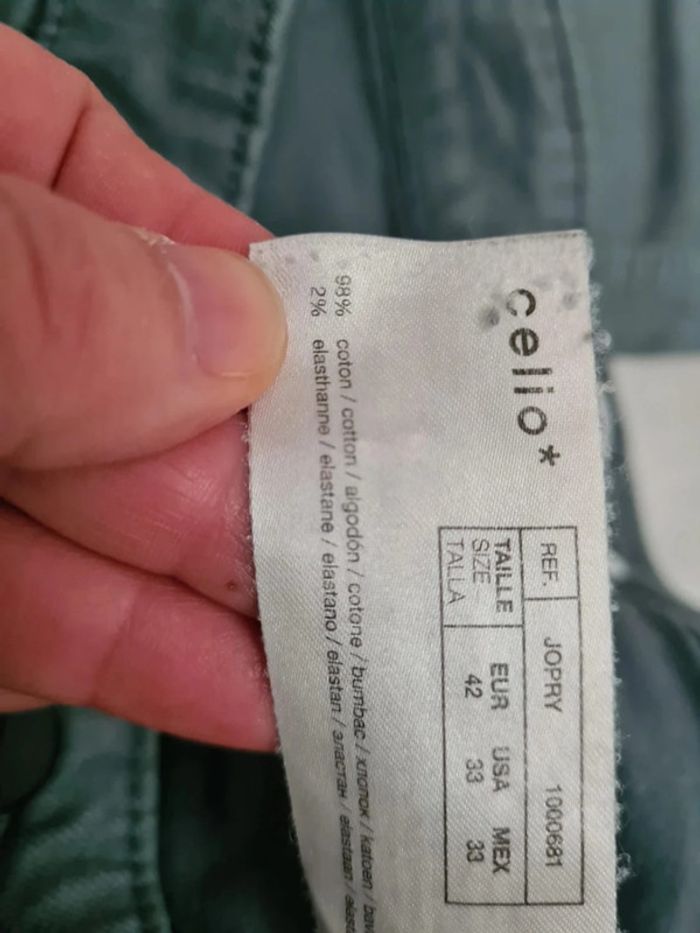 celio*
REF. JOPRY 1000681
TAILLE EUR USA MEX
SIZE 42 33 33
TALLA
98% coton / cotton / algodón / cotone / bumbac / хлопок / katoen /
2% elasthanne / elastane / elastano / elastan / эластан / elastaan /